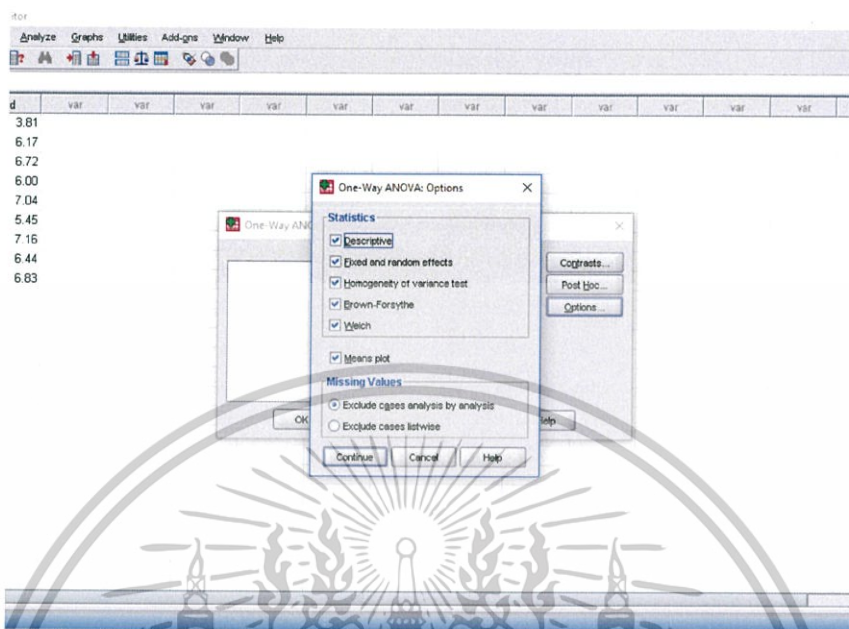 itor
Analyze Graphs Utilities Add-ons Window Help
d var var var var var var var var var var var var
3.81
6.17
6.72
6.00
7.04
5.45
7.16
6.44
6.83
One-Way ANO
One-Way ANOVA: Options
Statistics
Descriptive
Fixed and random effects
Homogeneity of variance test
Brown-Forsythe
Welch
Means plot
Missing Values
Exclude cases analysis by analysis
Exclude cases listwise
Continue Cancel Help
Contrasts...
Post Hoc...
Options...
OK
Help